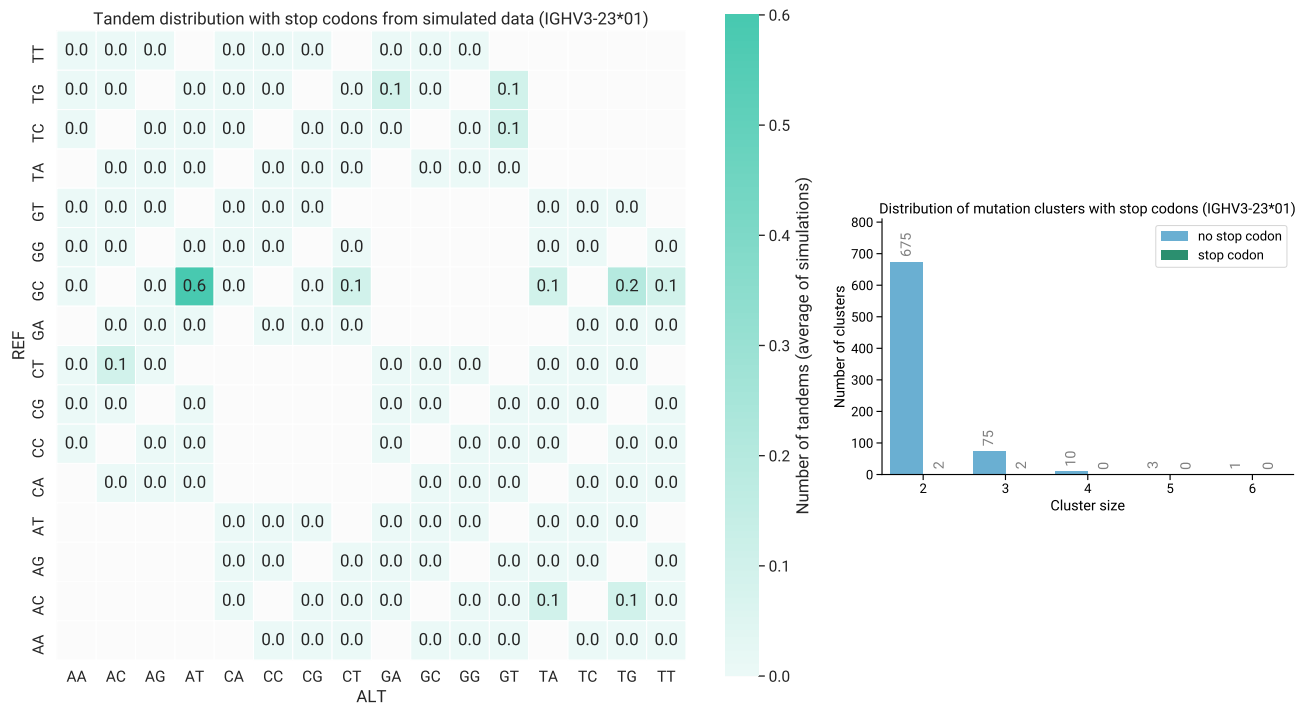 Tandem distribution with stop codons from simulated data (IGHV3-23*01)
TT 0.0 0.0 0.0 0.0 0.0 0.0 0.0 0.0 0.0
TG 0.0 0.0 0.0 0.0 0.0 0.0 0.1 0.0 0.1
TC 0.0 0.0 0.0 0.0 0.0 0.0 0.0 0.0 0.1
TA 0.0 0.0 0.0 0.0 0.0 0.0 0.0 0.0 0.0
GT 0.0 0.0 0.0 0.0 0.0 0.0 0.0 0.0 0.0
GG 0.0 0.0 0.0 0.0 0.0 0.0 0.0 0.0 0.0
GC 0.0 0.0 0.6 0.0 0.0 0.1 0.1 0.2 0.1
GA 0.0 0.0 0.0 0.0 0.0 0.0 0.0 0.0 0.0
CT 0.0 0.1 0.0 0.0 0.0 0.0 0.0 0.0 0.0
CG 0.0 0.0 0.0 0.0 0.0 0.0 0.0 0.0 0.0
CC 0.0 0.0 0.0 0.0 0.0 0.0 0.0 0.0 0.0
CA 0.0 0.0 0.0 0.0 0.0 0.0 0.0 0.0 0.0
AT 0.0 0.0 0.0 0.0 0.0 0.0 0.0 0.0 0.0
AG 0.0 0.0 0.0 0.0 0.0 0.0 0.0 0.0 0.0
AC 0.0 0.0 0.0 0.0 0.0 0.0 0.1 0.1 0.0
AA 0.0 0.0 0.0 0.0 0.0 0.0 0.0 0.0 0.0
REF
AA AC AG AT CA CC CG CT GA GC GG GT TA TC TG TT
ALT
0.6
0.5
0.4
0.3
0.2
0.1
0.0
Number of tandems (average of simulations)
Distribution of mutation clusters with stop codons (IGHV3-23*01)
no stop codon
stop codon
800
700
600
500
400
300
200
100
0
Number of clusters
675 2 75 2 10 0 3 0 1 0
2 3 4 5 6
Cluster size